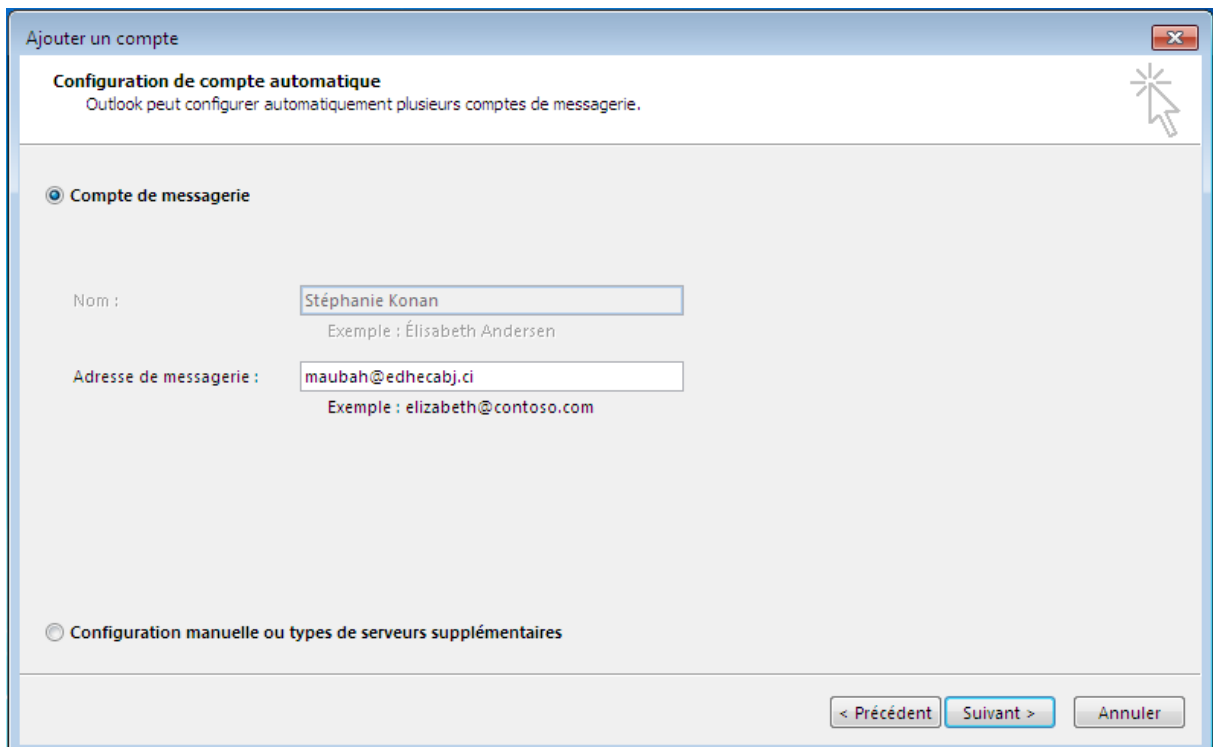 Ajouter un compte
Configuration de compte automatique
Outlook peut configurer automatiquement plusieurs comptes de messagerie.
Compte de messagerie
Nom : Stéphanie Konan
Exemple : Élisabeth Andersen
Adresse de messagerie : maubah@edhecabj.ci
Exemple : elizabeth@contoso.com
Configuration manuelle ou types de serveurs supplémentaires
< Précédent Suivant > Annuler